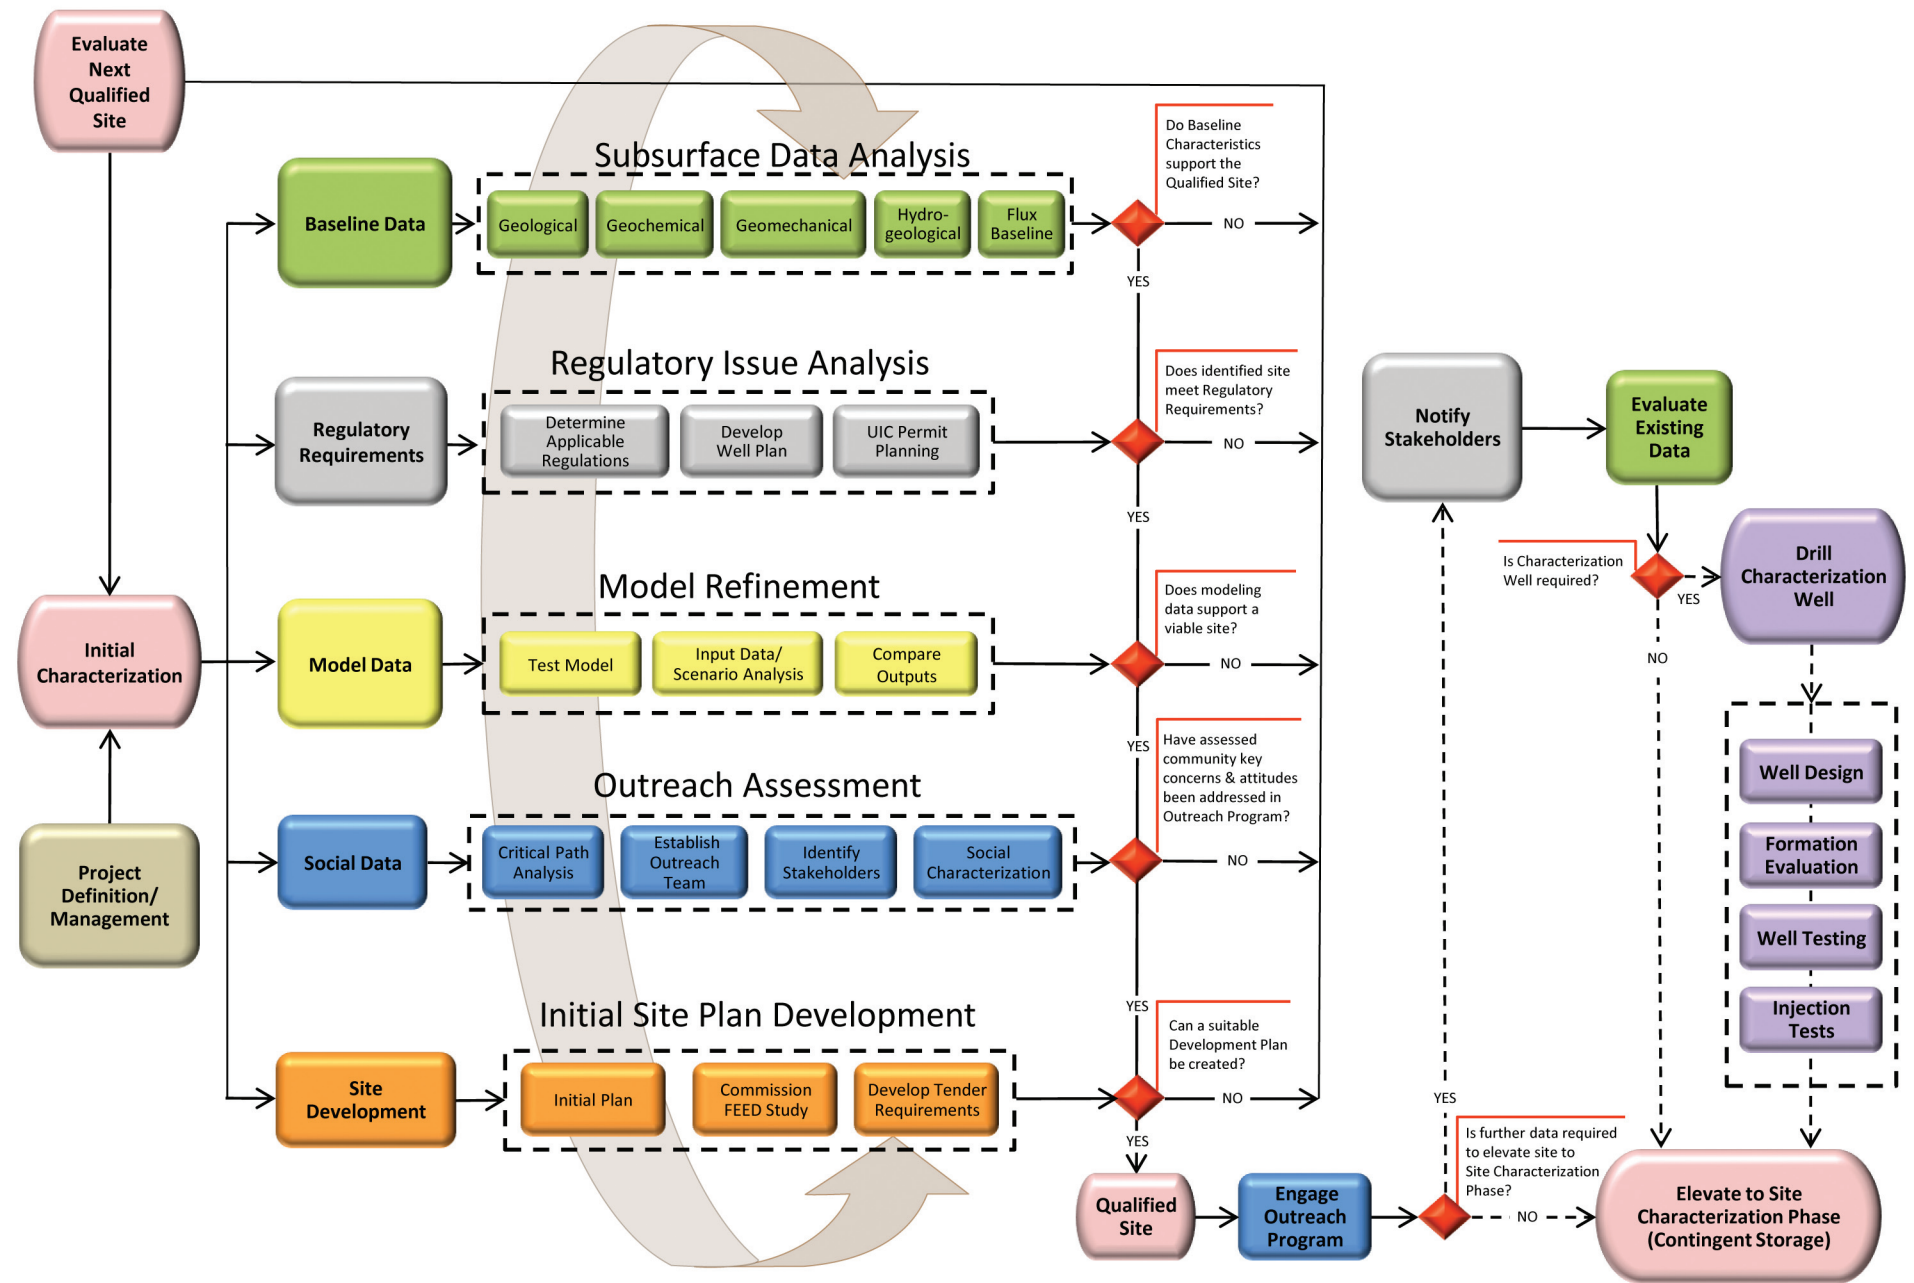 Evaluate
Next
Qualified
Site
Subsurface Data Analysis
Baseline Data
Geological
Geochemical
Geomechanical
Hydro-
geological
Flux
Baseline
Do Baseline
Characteristics
support the
Qualified Site?
NO
YES
Regulatory Issue Analysis
Regulatory
Requirements
Determine
Applicable
Regulations
Develop
Well Plan
UIC Permit
Planning
Does identified site
meet Regulatory
Requirements?
NO
YES
Model Refinement
Initial
Characterization
Model Data
Test Model
Input Data/
Scenario Analysis
Compare
Outputs
Does modeling
data support a
viable site?
NO
YES
Outreach Assessment
Project
Definition/
Management
Social Data
Critical Path
Analysis
Establish
Outreach
Team
Identify
Stakeholders
Social
Characterization
Have assessed
community key
concerns & attitudes
been addressed in
Outreach Program?
NO
YES
Initial Site Plan Development
Site
Development
Initial Plan
Commission
FEED Study
Develop Tender
Requirements
Can a suitable
Development Plan
be created?
NO
YES
Qualified
Site
Engage
Outreach
Program
Is further data required
to elevate site to
Site Characterization
Phase?
YES
NO
Notify
Stakeholders
Evaluate
Existing
Data
Is Characterization
Well required?
YES
NO
Drill
Characterization
Well
Well Design
Formation
Evaluation
Well Testing
Injection
Tests
Elevate to Site
Characterization Phase
(Contingent Storage)